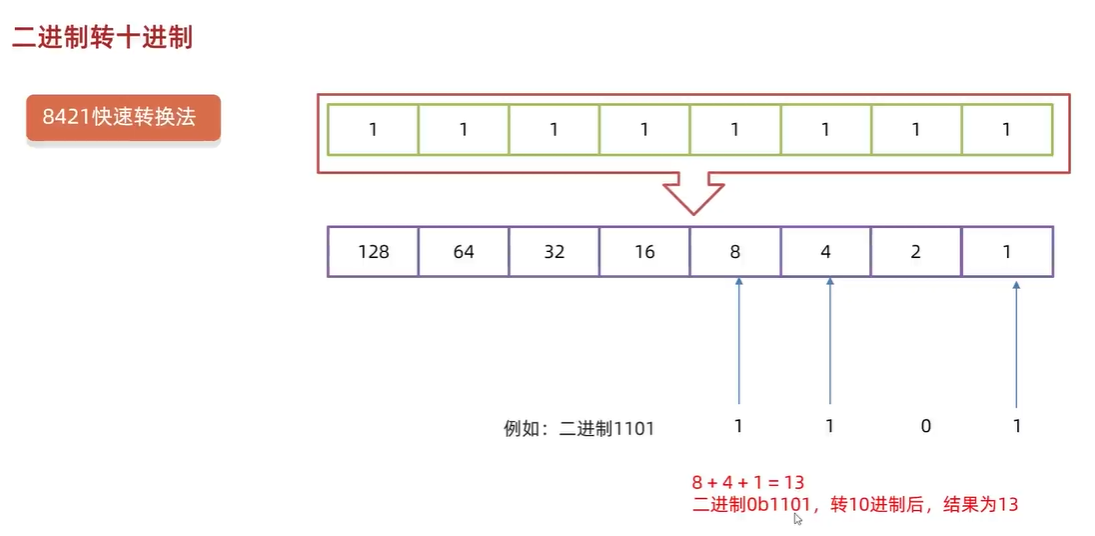 二进制转十进制
8421快速转换法
1 1 1 1 1 1 1 1
128 64 32 16 8 4 2 1
例如：二进制1101 1 1 0 1
8 + 4 + 1 = 13
二进制0b1101，转10进制后，结果为13